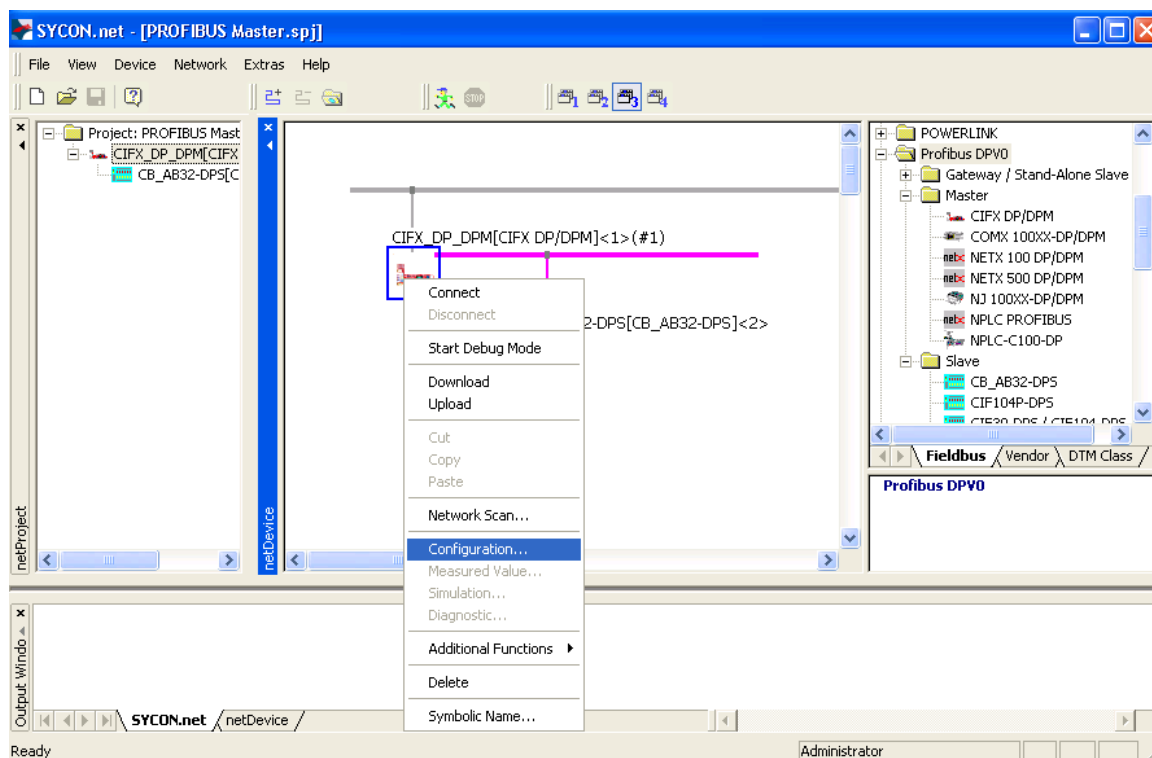 SYCON.net - [PROFIBUS Master.spj]
File View Device Network Extras Help
Project: PROFIBUS Mast
CIFX_DP_DPM[CIFX
CB_AB32-DPS[C
netProject
netDevice
CIFX_DP_DPM[CIFX DP/DPM]<1>(#1)
2-DPS[CB_AB32-DPS]<2>
Connect
Disconnect
Start Debug Mode
Download
Upload
Cut
Copy
Paste
Network Scan...
Configuration...
Measured Value...
Simulation...
Diagnostic...
Additional Functions
Delete
Symbolic Name...
POWERLINK
Profibus DPV0
Gateway / Stand-Alone Slave
Master
CIFX DP/DPM
COMX 100XX-DP/DPM
NETX 100 DP/DPM
NETX 500 DP/DPM
NJ 100XX-DP/DPM
NPLC PROFIBUS
NPLC-C100-DP
Slave
CB_AB32-DPS
CIF104P-DPS
CIF30-DPS / CIF104-DPS
Fieldbus Vendor DTM Class
Profibus DPV0
Output Windo
SYCON.net netDevice
Ready Administrator